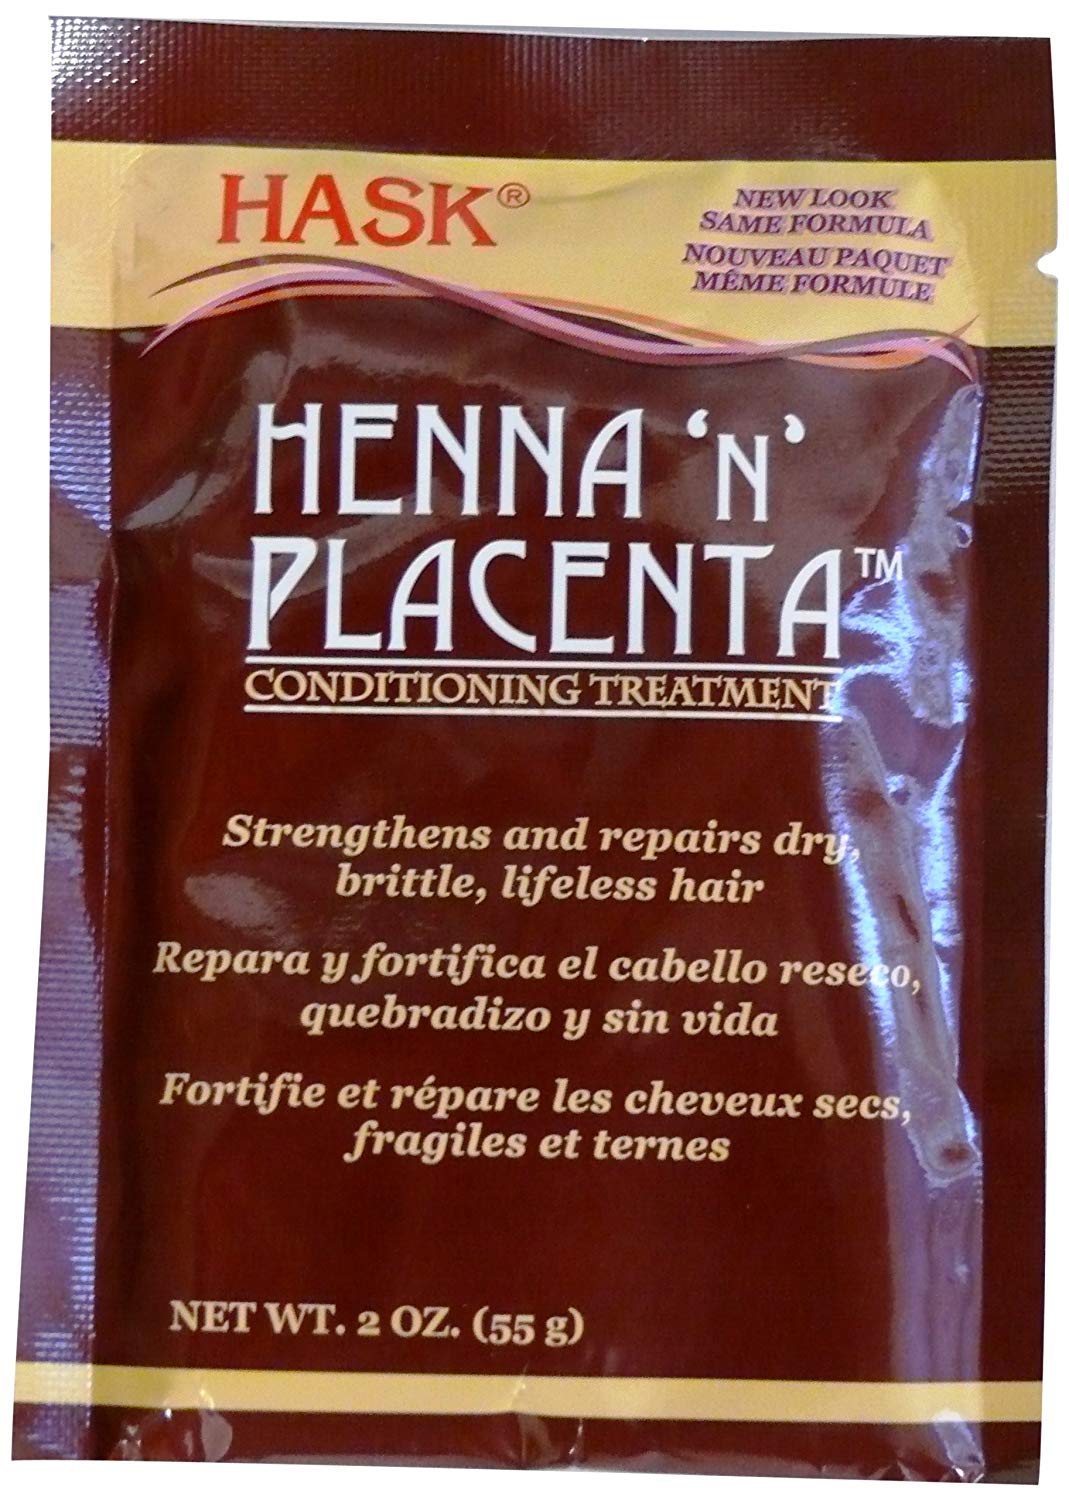 HASK®
NEW LOOK
SAME FORMULA
NOUVEAU PAQUET
MÊME FORMULE
HENNA ‘N’
PLACENTA™
CONDITIONING TREATMENT
Strengthens and repairs dry,
brittle, lifeless hair
Repara y fortifica el cabello reseco,
quebradizo y sin vida
Fortifie et répare les cheveux secs,
fragiles et ternes
NET WT. 2 OZ. (55 g)